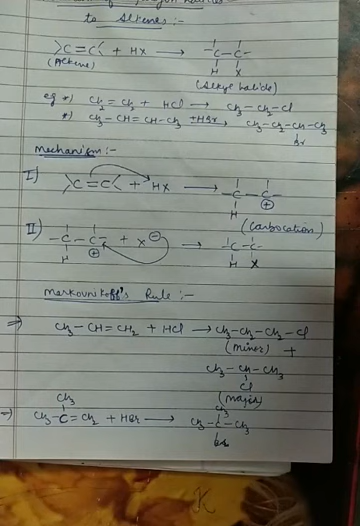 to Alkenes :-
>C=C< + HX → -C-C-
(Alkene) H X
(Alkyl halide)
eg *) CH2=CH2 + HCl → CH3-CH2-Cl
*) CH3-CH=CH-CH3 +HBr→ CH3-CH2-CH-CH3
Br
Mechanism :-
I) >C=C< + HX → -C-C-
H ⊕
(Carbocation)
II) -C-C- + X⊖ → -C-C-
H ⊕ H X
Markovnikoff's Rule :-
⇒ CH3-CH=CH2 + HCl → CH3-CH2-CH2-Cl
(minor) +
CH3-CH-CH3
Cl
(major)
CH3 CH3
⇒ CH3-C=CH2 + HBr → CH3-C-CH3
Br